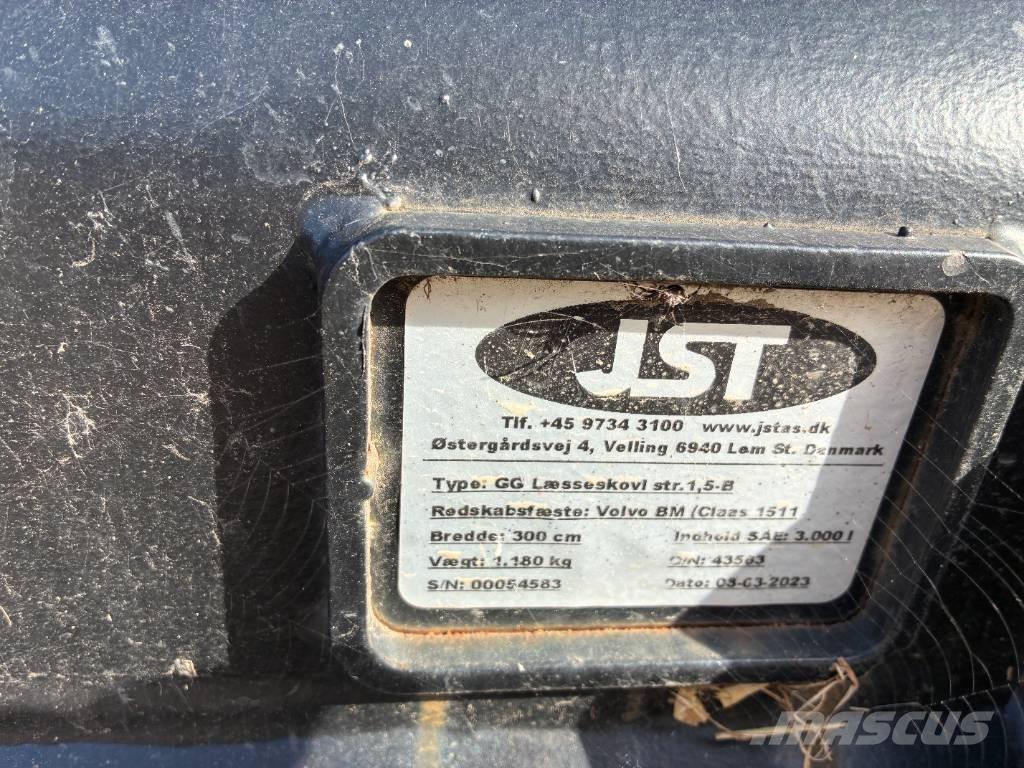 JST
Tlf. +45 9734 3100 www.jstas.dk
Østergårdsvej 4, Velling 6940 Lem St. Danmark
Type: GG Læsseskovl str.1,5-B
Redskabsfæste: Volvo BM (Claas 1511
Bredde: 300 cm Indhold SAE: 3.000 l
Vægt: 1.180 kg O/N:
S/N: 00054583 Dato: 03-2023
MASCUS